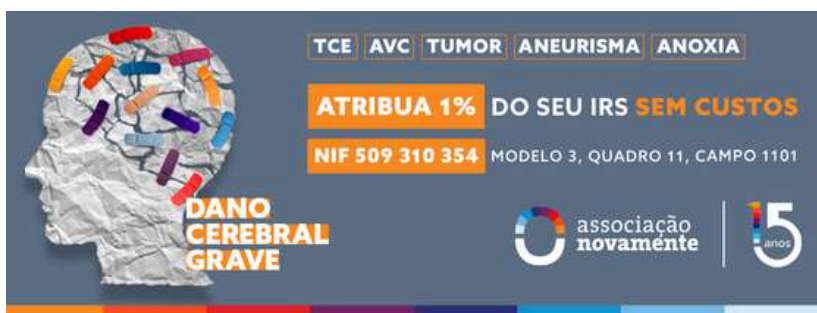 TCE AVC TUMOR ANEURISMA ANOXIA
ATRIBUA 1% DO SEU IRS SEM CUSTOS
NIF 509 310 354 MODELO 3, QUADRO 11, CAMPO 1101
DANO
CEREBRAL
GRAVE
associação
novamente
15
anos